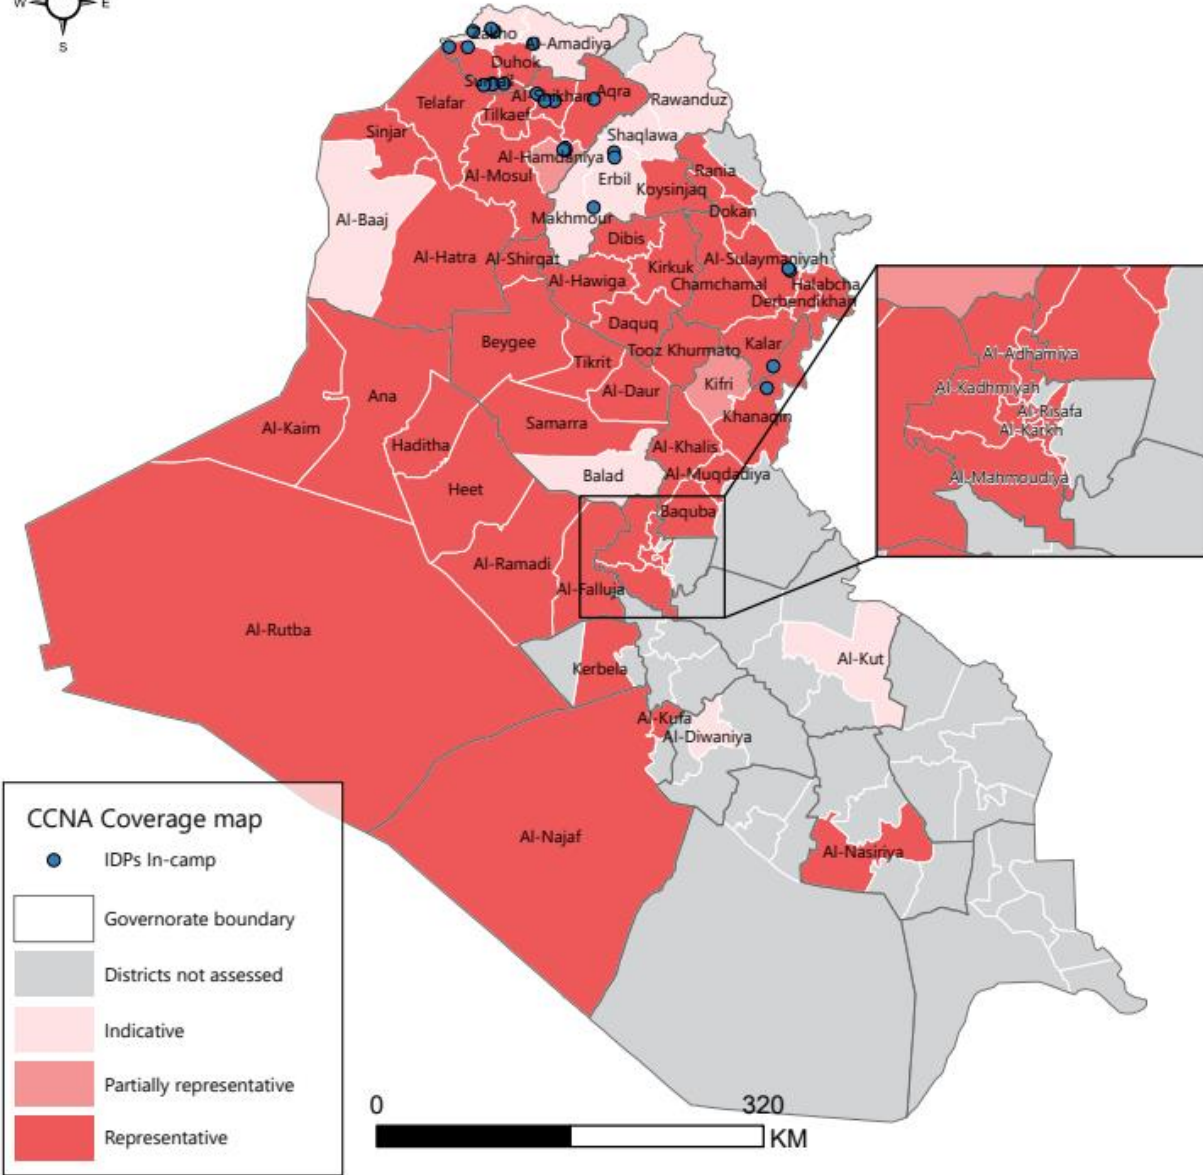 W E
S
Zakho
Al-Amadiya
Duhok
Sumail
Al-Shikhan
Aqra
Telafar
Tilkaef
Rawanduz
Sinjar
Shaqlawa
Al-Hamdaniya
Al-Mosul
Erbil
Rania
Koysinjaq
Al-Baaj
Makhmour
Dokan
Dibis
Al-Hatra
Al-Shirqat
Kirkuk
Al-Sulaymaniyah
Al-Hawiga
Chamchamal
Halabcha
Derbendikhan
Daquq
Beygee
Tooz Khurmato
Kalar
Tikrit
Ana
Al-Daur
Kifri
Al-Kaim
Samarra
Khanaqin
Haditha
Al-Khalis
Balad
Al-Muqdadiya
Heet
Baquba
Al-Ramadi
Al-Falluja
Al-Adhamiya
Al-Kadhmiyah
Al-Risafa
Al-Karkh
Al-Mahmoudiya
Al-Rutba
Kerbela
Al-Kut
Al-Kufa
Al-Diwaniya
Al-Najaf
Al-Nasiriya
CCNA Coverage map
IDPs In-camp
Governorate boundary
Districts not assessed
Indicative
Partially representative
Representative
0 320
KM